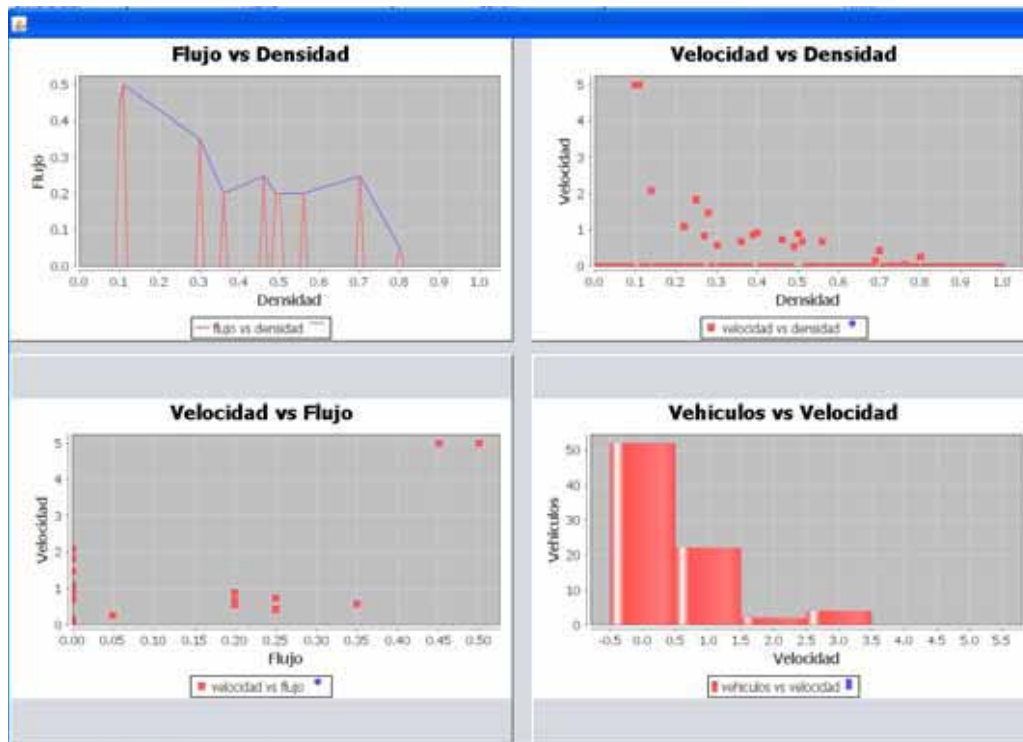 Flujo vs Densidad
0.5
0.4
0.3
0.2
0.1
0.0
Flujo
0.0 0.1 0.2 0.3 0.4 0.5 0.6 0.7 0.8 0.9 1.0
Densidad
flujo vs densidad
Velocidad vs Densidad
5
4
3
2
1
0
Velocidad
0.0 0.1 0.2 0.3 0.4 0.5 0.6 0.7 0.8 0.9 1.0
Densidad
velocidad vs densidad
Velocidad vs Flujo
5
4
3
2
1
0
Velocidad
0.00 0.05 0.10 0.15 0.20 0.25 0.30 0.35 0.40 0.45 0.50
Flujo
velocidad vs flujo
Vehiculos vs Velocidad
50
40
30
20
10
0
Vehiculos
-0.5 0.0 0.5 1.0 1.5 2.0 2.5 3.0 3.5 4.0 4.5 5.0 5.5
Velocidad
vehiculos vs velocidad